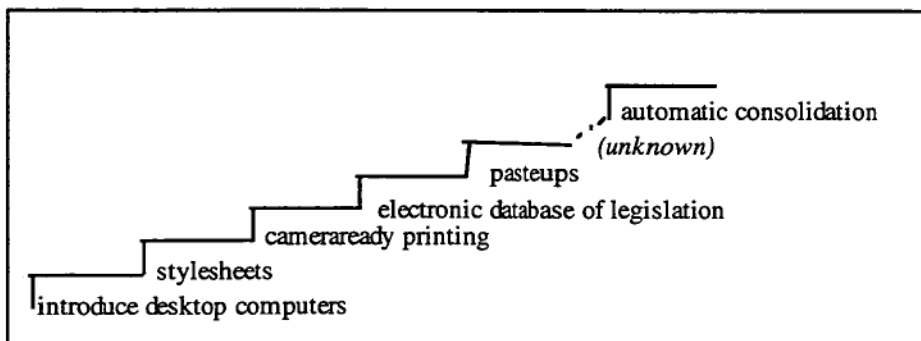 automatic consolidation
(unknown)
pasteups
electronic database of legislation
cameraready printing
stylesheets
introduce desktop computers